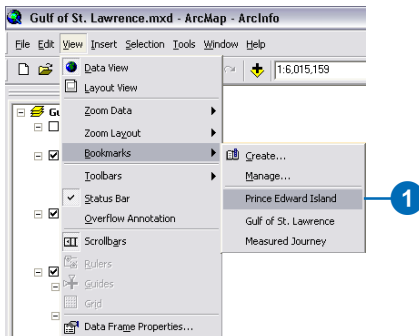 Gulf of St. Lawrence.mxd - ArcMap - ArcInfo
File Edit View Insert Selection Tools Window Help
1:6,015,159
Data View
Layout View
Gu
Zoom Data
Zoom Layout
Bookmarks
Create...
Toolbars
Manage...
Status Bar
Prince Edward Island
1
Overflow Annotation
Gulf of St. Lawrence
Scrollbars
Measured Journey
Rulers
Guides
Grid
Data Frame Properties...